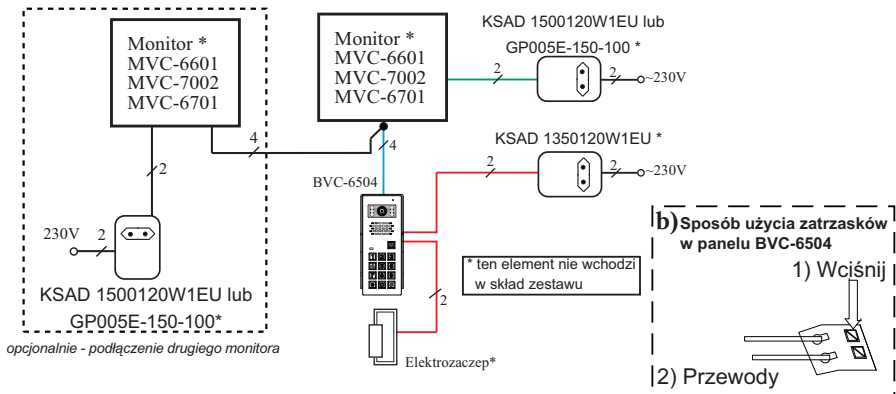 Monitor *
MVC-6601
MVC-7002
MVC-6701
2
4
230V
2
KSAD 1500120W1EU lub
GP005E-150-100*
opcjonalnie - podłączenie drugiego monitora
Monitor *
MVC-6601
MVC-7002
MVC-6701
2
KSAD 1500120W1EU lub
GP005E-150-100 *
2
~230V
4
BVC-6504
2
KSAD 1350120W1EU *
2
~230V
2
Elektrozaczep*
* ten element nie wchodzi
w skład zestawu
b) Sposób użycia zatrzasków
w panelu BVC-6504
1) Wciśnij
2) Przewody